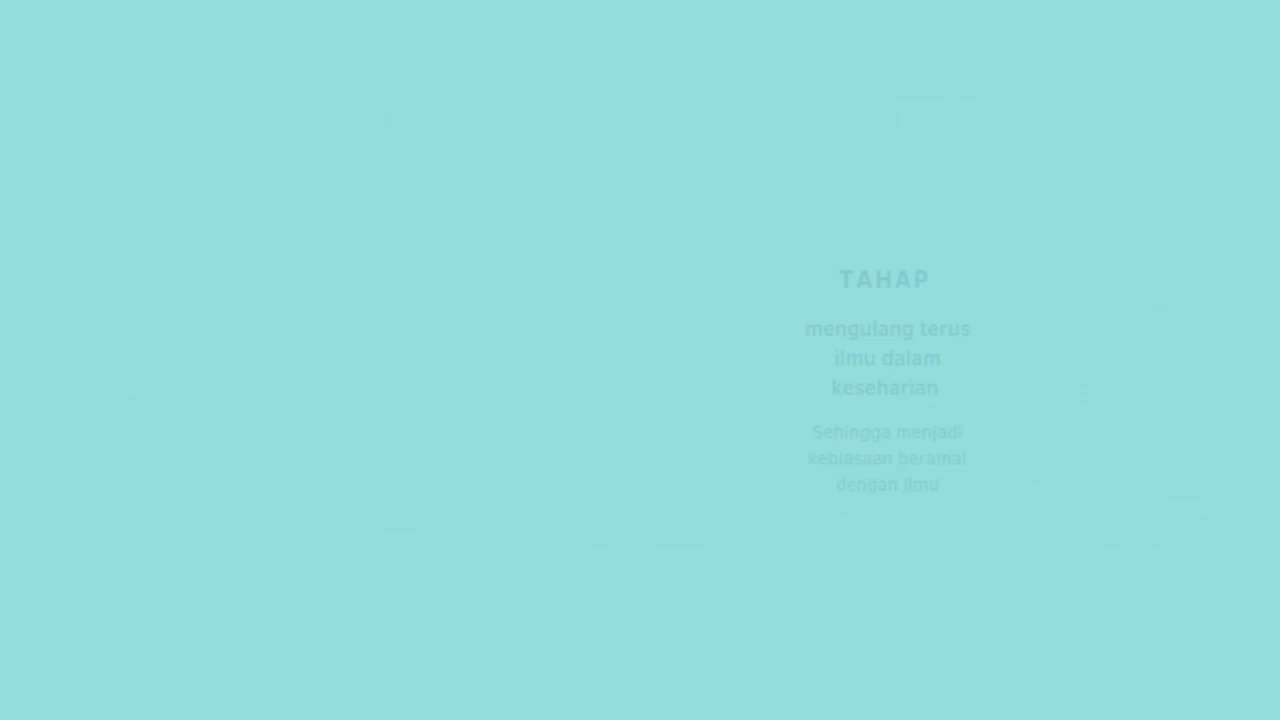 TAHAP
mengulang terus
ilmu dalam
keseharian
Sehingga menjadi
kebiasaan beramal
dengan ilmu